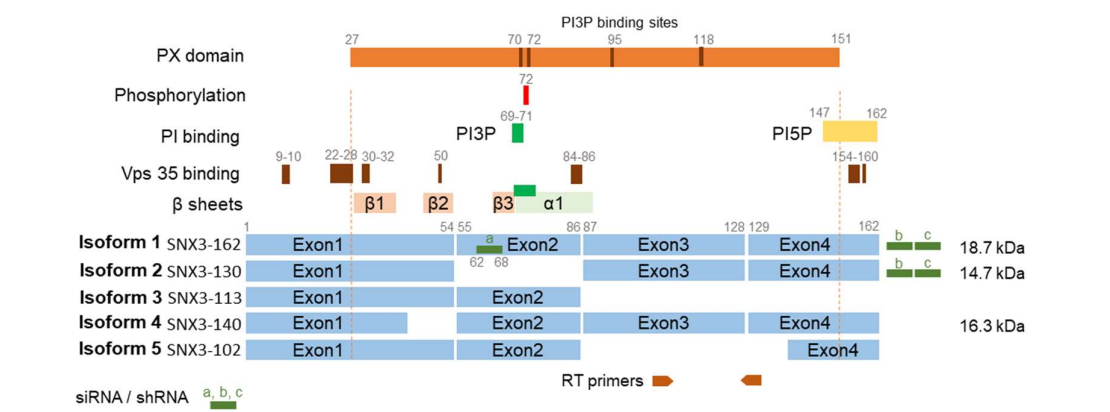 PI3P binding sites
27 70 72 95 118 151
PX domain
72
Phosphorylation
69-71 147 162
PI binding PI3P PI5P
9-10 22-28 30-32 50 84-86 154-160
Vps 35 binding
β sheets β1 β2 β3 α1
1 54 55 86 87 128 129 162
Isoform 1 SNX3-162 Exon1 a Exon2 Exon3 Exon4 b c 18.7 kDa
62 68
Isoform 2 SNX3-130 Exon1 Exon3 Exon4 b c 14.7 kDa
Isoform 3 SNX3-113 Exon1 Exon2
Isoform 4 SNX3-140 Exon1 Exon2 Exon3 Exon4 16.3 kDa
Isoform 5 SNX3-102 Exon1 Exon2 Exon4
RT primers
siRNA / shRNA a, b, c